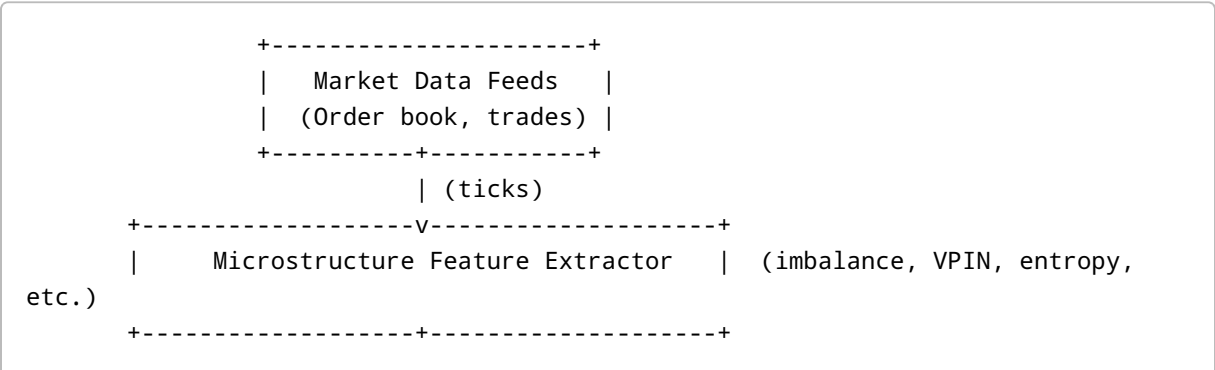 +----------------------+
|   Market Data Feeds   |
|  (Order book, trades) |
+----------+-----------+
| (ticks)
+-------------------v--------------------+
|     Microstructure Feature Extractor   |  (imbalance, VPIN, entropy,
etc.)
+-------------------+--------------------+